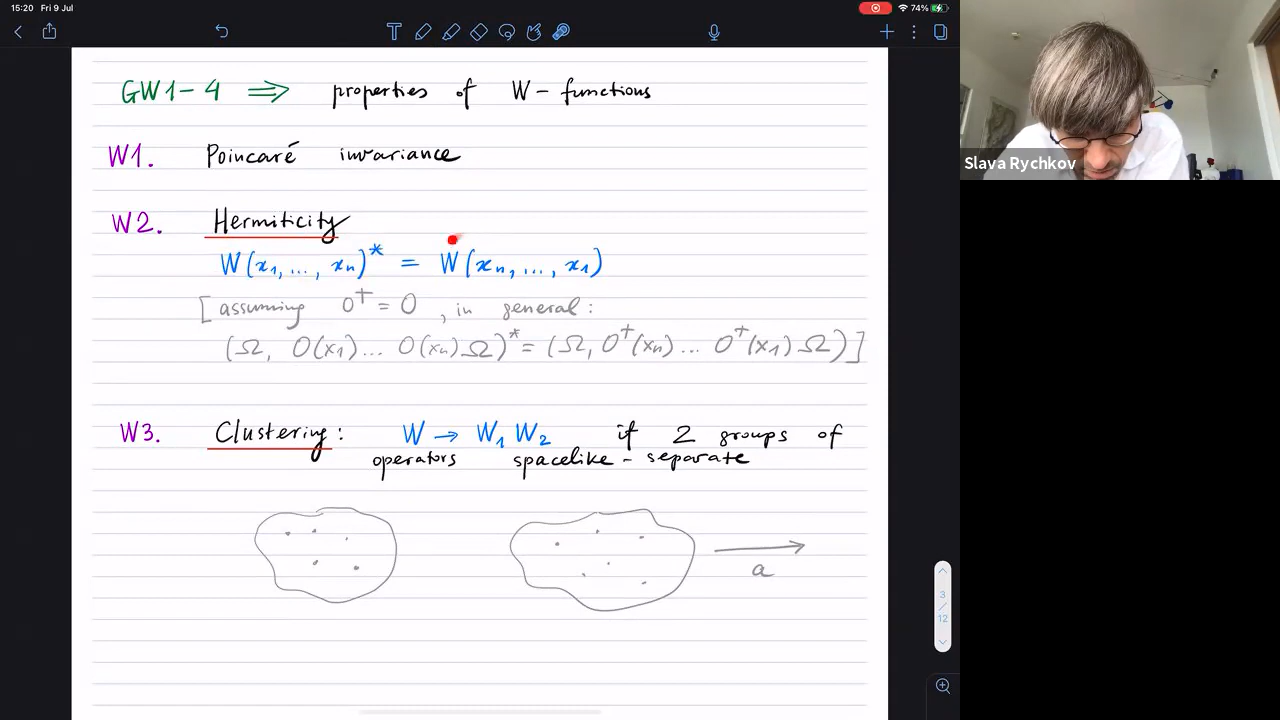 15:20 Fri 9 Jul
74%
GW1-4 ⟹ properties of W-functions
W1. Poincaré invariance
W2. Hermiticity
W(x₁,..., xₙ)* = W(xₙ,..., x₁)
[assuming O† = O, in general:
(Ω, O(x₁)... O(xₙ)Ω)* = (Ω, O†(xₙ)... O†(x₁)Ω)]
W3. Clustering: W → W₁ W₂ if 2 groups of
operators spacelike-separate
a
3
/
12
Slava Rychkov